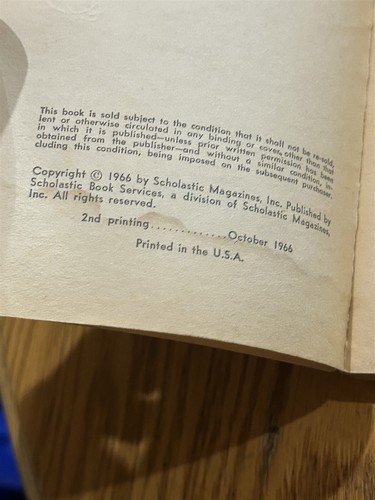 This book is sold subject to the condition that it shall not be re-sold,
lent or otherwise circulated in any binding or cover, other than that
in which it is published—unless prior written permission has been
obtained from the publisher—and without a similar condition, in-
cluding this condition, being imposed on the subsequent purchaser.
Copyright © 1966 by Scholastic Magazines, Inc. Published by
Scholastic Book Services, a division of Scholastic Magazines,
Inc. All rights reserved.
2nd printing.............October 1966
Printed in the U.S.A.